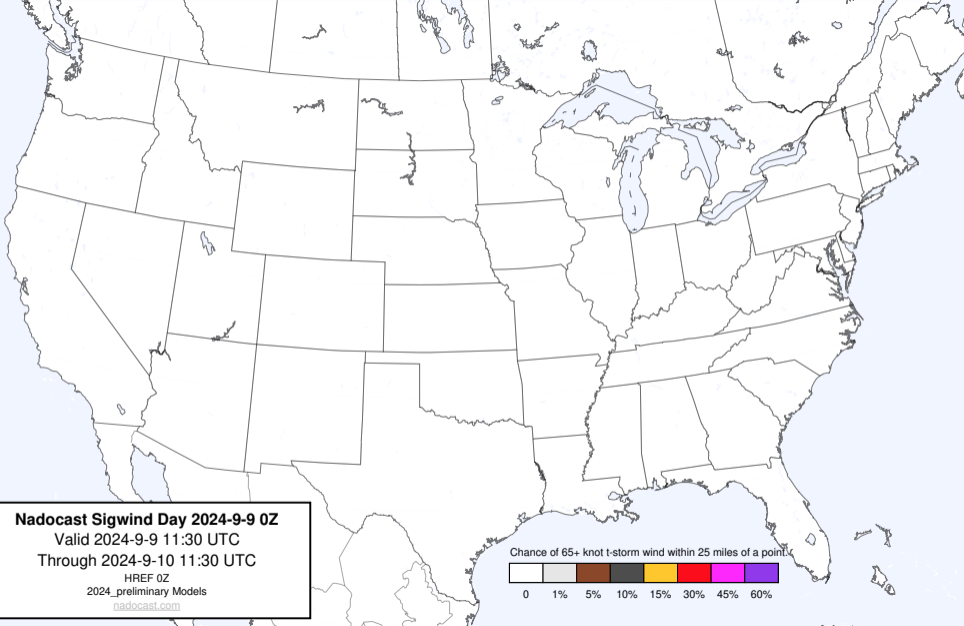 Nadocast Sigwind Day 2024-9-9 0Z
Valid 2024-9-9 11:30 UTC
Through 2024-9-10 11:30 UTC
HREF 0Z
2024_preliminary Models
nadocast.com
Chance of 65+ knot t-storm wind within 25 miles of a point.
0 1% 5% 10% 15% 30% 45% 60%